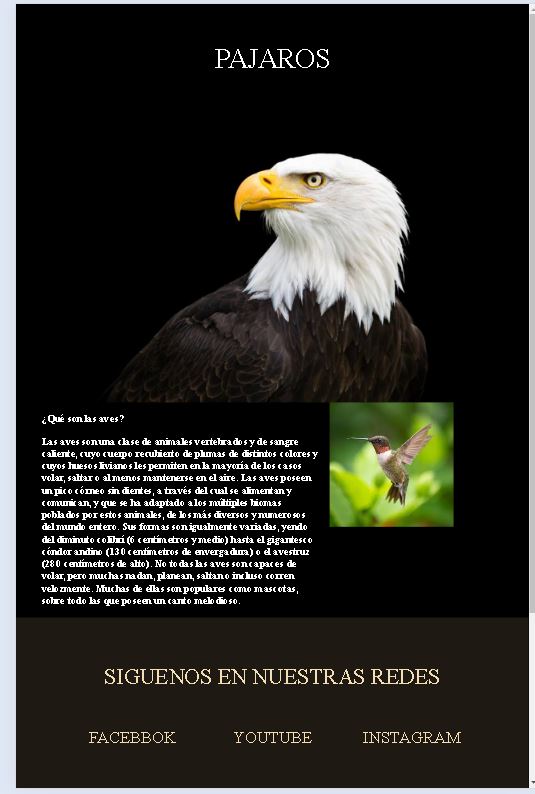 PAJAROS
¿Qué son las aves?
Las aves son una clase de animales vertebrados y de sangre
caliente, cuyo cuerpo recubierto de plumas de distintos colores y
cuyos huesos livianos les permiten en la mayoría de los casos
volar, saltar o al menos mantenerse en el aire. Las aves poseen
un pico córneo sin dientes, a través del cual se alimentan y
comunican, y que se ha adaptado a los múltiples biomas
poblados por estos animales, de los más diversos y numerosos
del mundo entero. Sus formas son igualmente variadas, yendo
del diminuto colibrí (6 centímetros y medio) hasta el gigantesco
cóndor andino (130 centímetros de envergadura) o el avestruz
(280 centímetros de alto). No todas las aves son capaces de
volar, pero muchas nadan, planean, saltan o incluso corren
velozmente. Muchas de ellas son populares como mascotas,
sobre todo las que poseen un canto melodioso.
SIGUENOS EN NUESTRAS REDES
FACEBBOK YOUTUBE INSTAGRAM